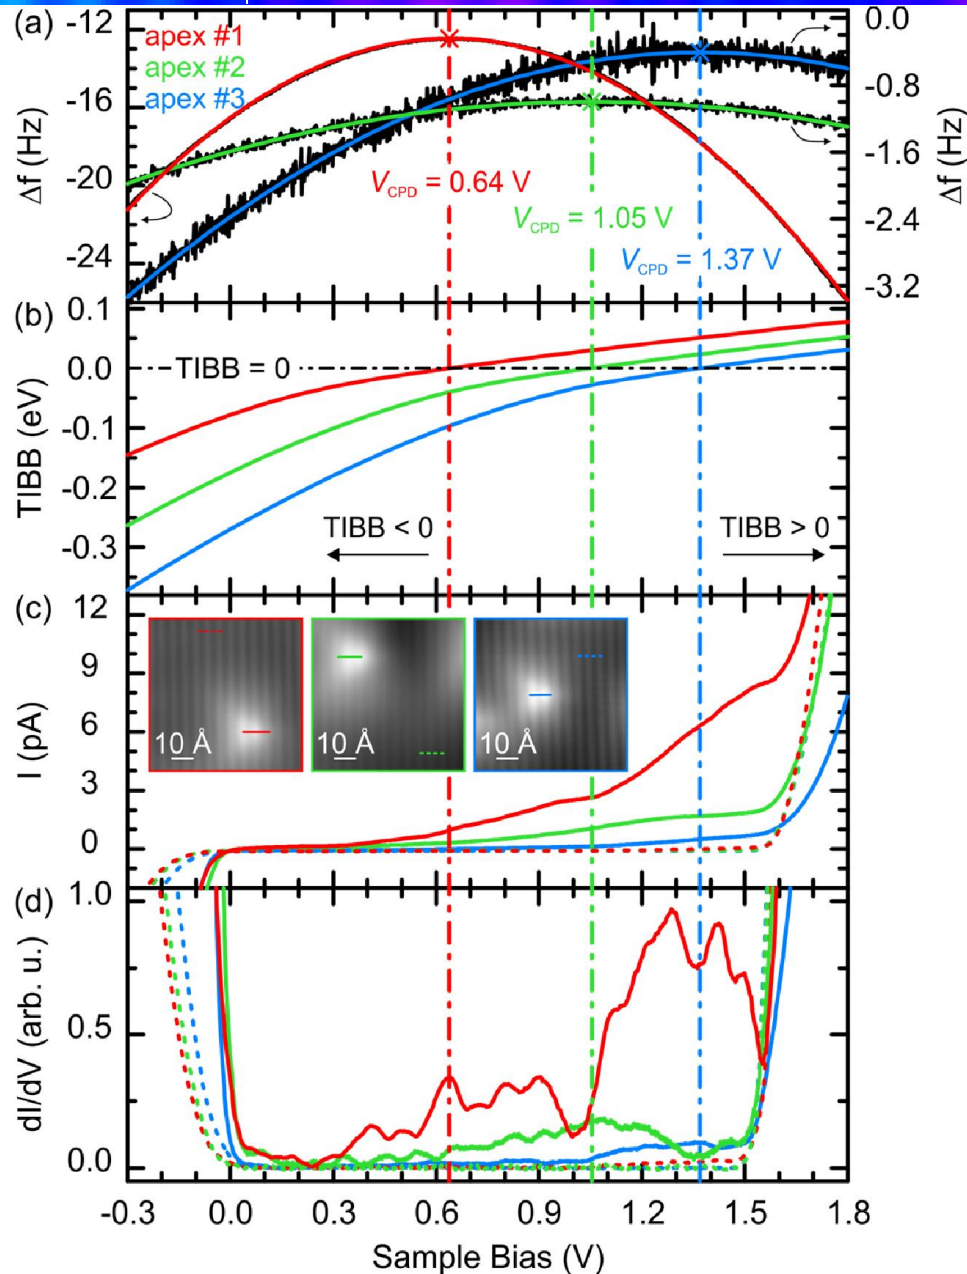 (a)
apex #1
apex #2
apex #3
-12
-16
-20
-24
Δf (Hz)
0.0
-0.8
-1.6
-2.4
-3.2
Δf (Hz)
V_CPD = 0.64 V
V_CPD = 1.05 V
V_CPD = 1.37 V
(b)
0.1
0.0
-0.1
-0.2
-0.3
TIBB (eV)
TIBB = 0
TIBB < 0
TIBB > 0
(c)
12
9
6
3
0
I (pA)
10 Å
10 Å
10 Å
(d)
1.0
0.5
0.0
dI/dV (arb. u.)
-0.3 0.0 0.3 0.6 0.9 1.2 1.5 1.8
Sample Bias (V)